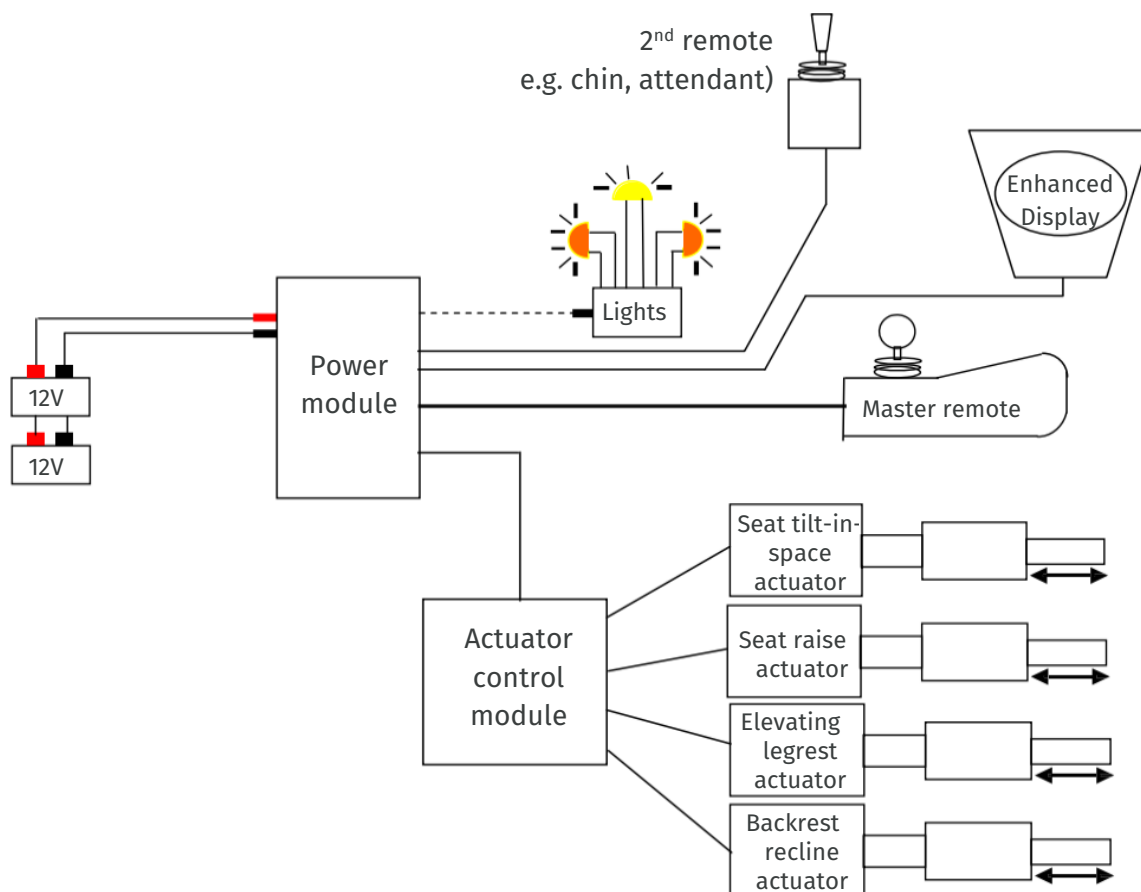 2nd remote
e.g. chin, attendant)
Enhanced
Display
Lights
Power
module
12V
12V
Master remote
Seat tilt-in-
space
actuator
Actuator
control
module
Seat raise
actuator
Elevating
legrest
actuator
Backrest
recline
actuator